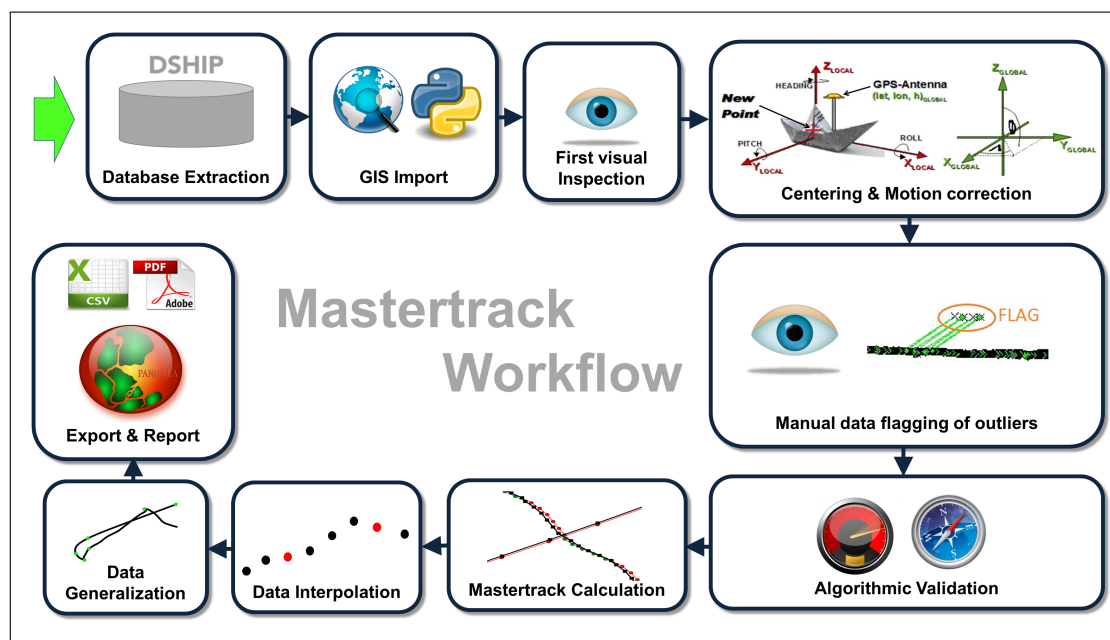 DSHIP
Database Extraction
GIS Import
First visual
Inspection
Z LOCAL
HEADING
GPS-Antenna
(lat, lon, h)GLOBAL
New
Point
PITCH
Y LOCAL
ROLL
X LOCAL
Z GLOBAL
Y GLOBAL
X GLOBAL
Centering & Motion correction
FLAG
Manual data flagging of outliers
Algorithmic Validation
Mastertrack Calculation
Data Interpolation
Data
Generalization
X
CSV
PDF
Adobe
PANGAEA
Export & Report
Mastertrack
Workflow